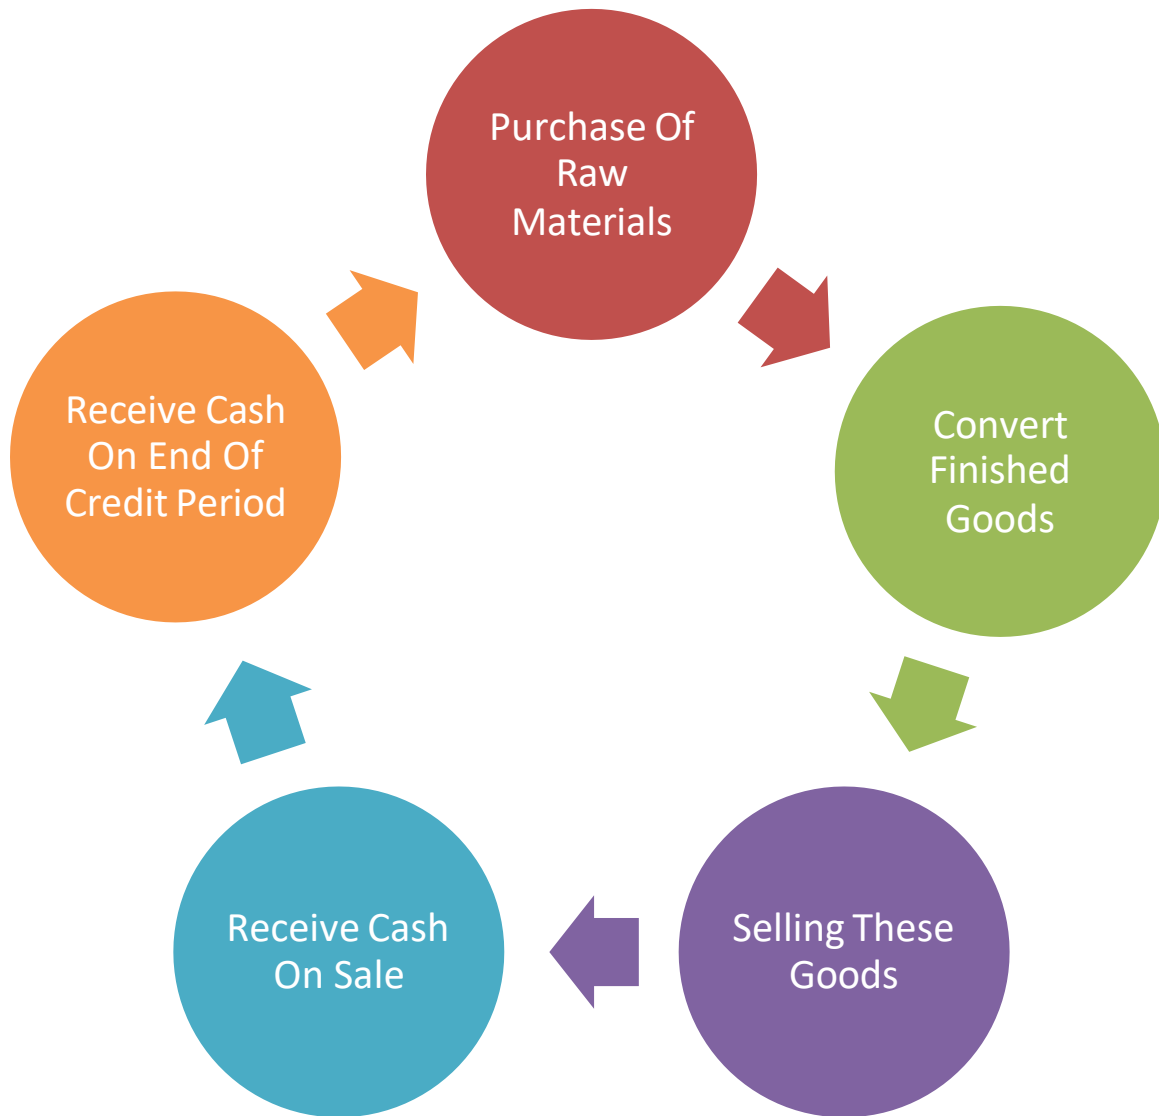 Purchase Of
Raw
Materials
Convert
Finished
Goods
Selling These
Goods
Receive Cash
On Sale
Receive Cash
On End Of
Credit Period